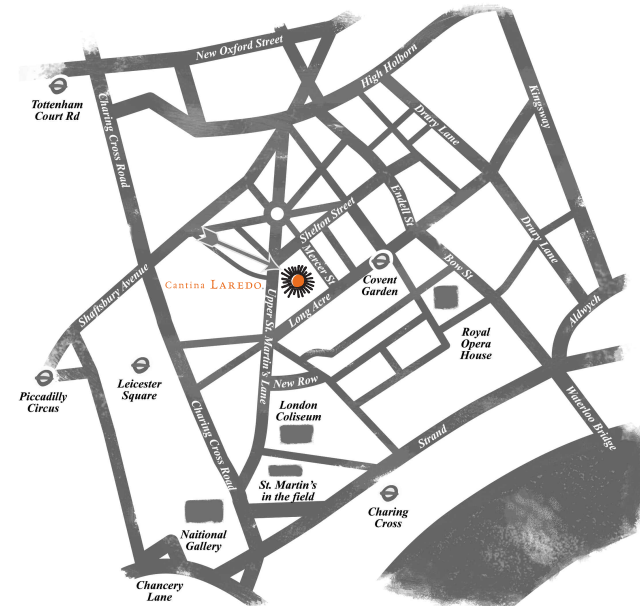 New Oxford Street
High Holborn
Tottenham
Court Rd
Charing Cross Road
Drury Lane
Kingsway
Endell St
Shelton Street
Mercer St
Drury Lane
Shaftsbury Avenue
Cantina LAREDO.
Covent
Garden
Bow St
Upper St. Martin's Lane
Long Acre
Aldwych
Royal
Opera
House
Leicester
Square
Piccadilly
Circus
New Row
London
Coliseum
Charing Cross Road
Strand
Waterloo Bridge
St. Martin's
in the field
Charing
Cross
Naitional
Gallery
Chancery
Lane